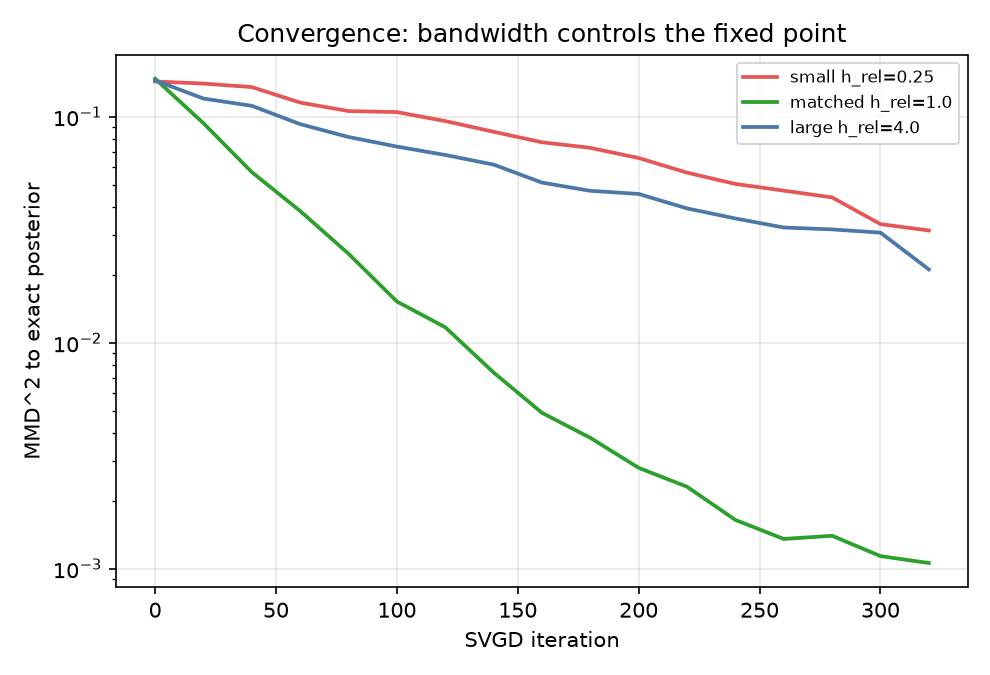 Convergence: bandwidth controls the fixed point
small h_rel=0.25
matched h_rel=1.0
large h_rel=4.0
MMD^2 to exact posterior
10⁻¹
10⁻²
10⁻³
0 50 100 150 200 250 300
SVGD iteration